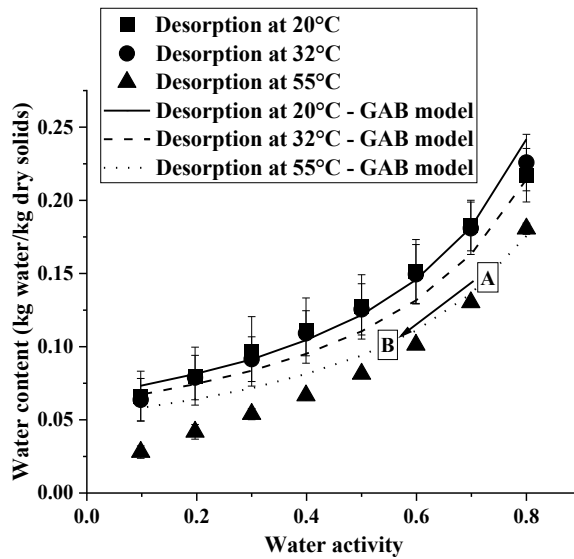 Desorption at 20°C
Desorption at 32°C
Desorption at 55°C
Desorption at 20°C - GAB model
Desorption at 32°C - GAB model
Desorption at 55°C - GAB model
Water content (kg water/kg dry solids)
0.25
0.20
0.15
0.10
0.05
0.00
A
B
0.0 0.2 0.4 0.6 0.8
Water activity